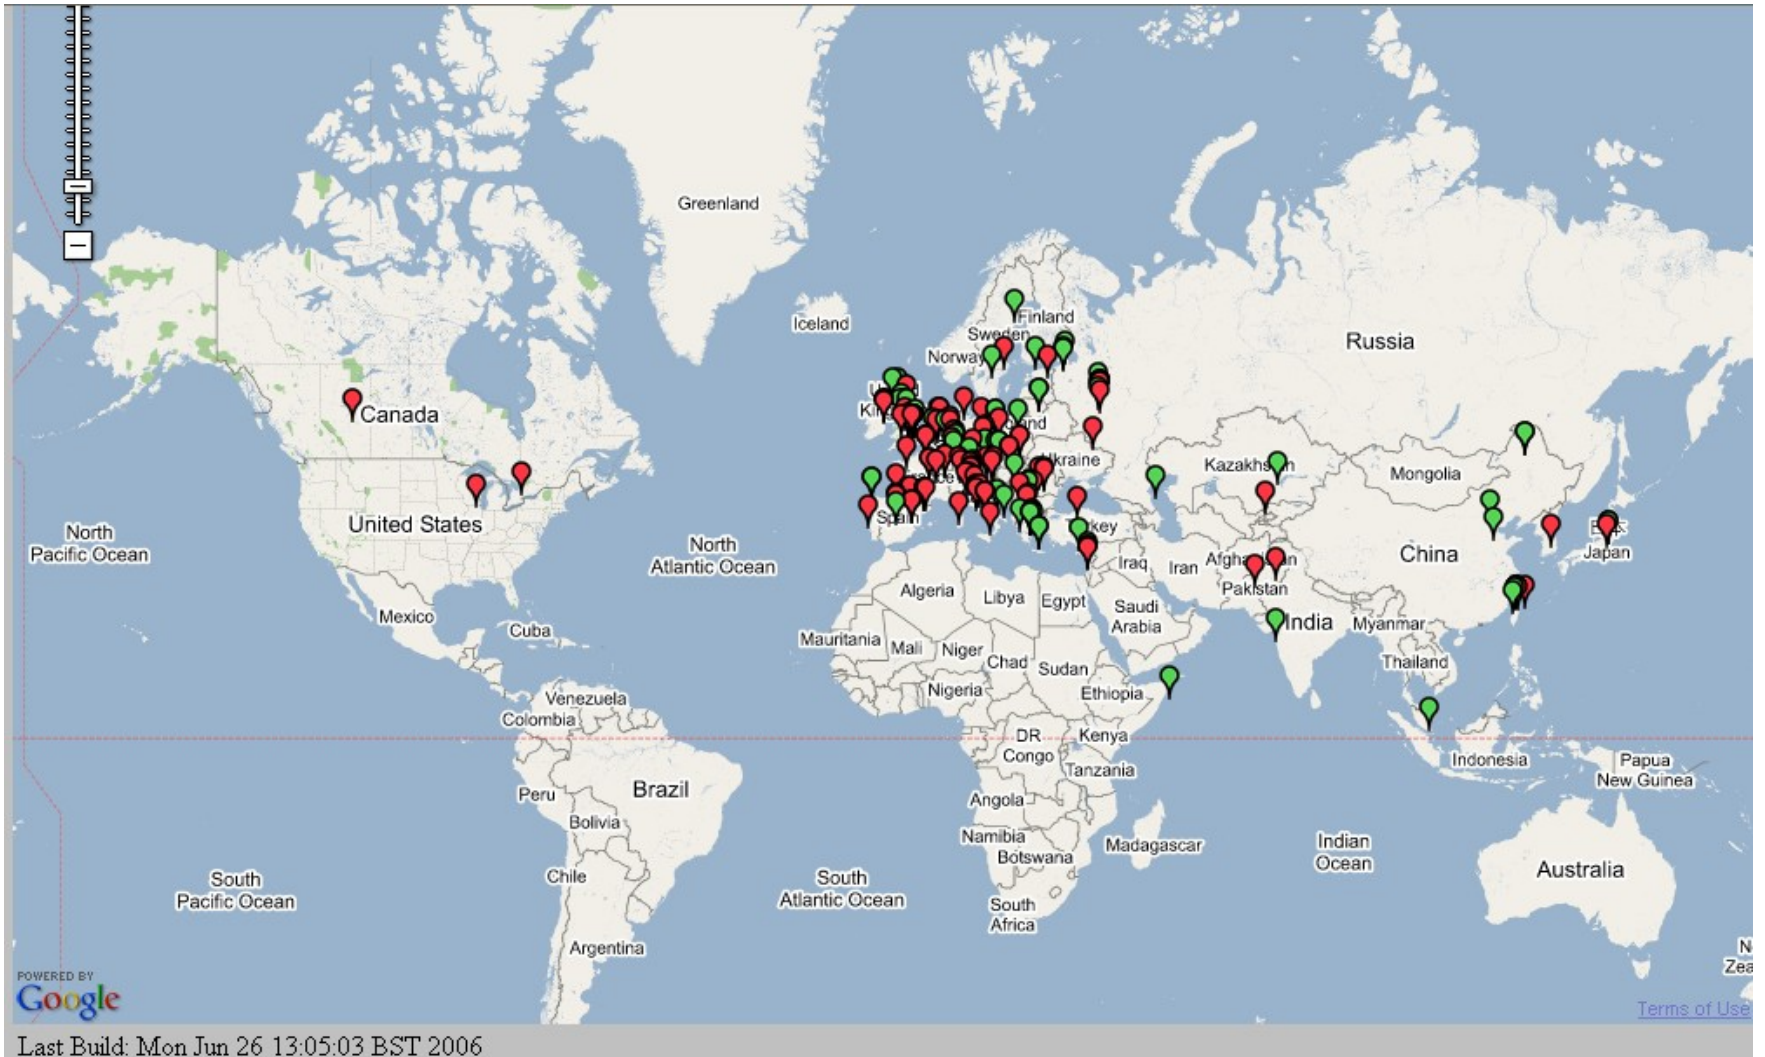 Greenland
Iceland
Finland
Sweden
Norway
Russia
Canada
Ukraine
Kazakhstan
Mongolia
United States
Spain
North
Pacific Ocean
North
Atlantic Ocean
China
Japan
Iraq
Iran
Pakistan
Algeria
Libya
Egypt
Saudi
Arabia
Mexico
Cuba
India
Myanmar
Mauritania
Mali
Niger
Chad
Sudan
Thailand
Nigeria
Ethiopia
Venezuela
Colombia
DR
Congo
Kenya
Indonesia
Papua
New Guinea
Tanzania
Peru
Brazil
Angola
Bolivia
Namibia
Botswana
Madagascar
Indian
Ocean
Australia
Chile
South
Pacific Ocean
South
Atlantic Ocean
South
Africa
Argentina
POWERED BY
Google
Terms of Use
Last Build: Mon Jun 26 13:05:03 BST 2006